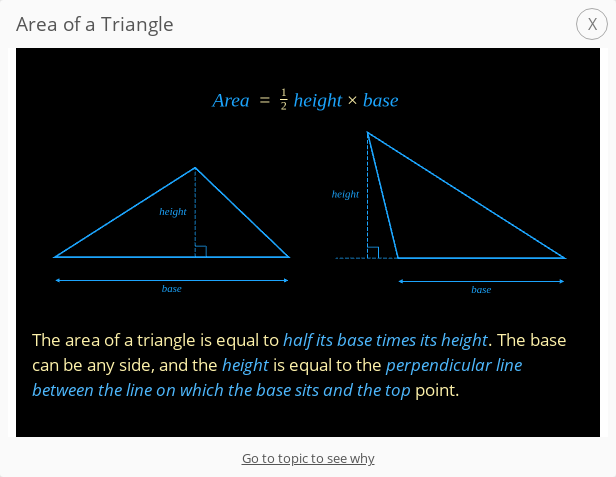 Area of a Triangle X
Area = 1/2 height × base
height
height
base
base
The area of a triangle is equal to half its base times its height. The base
can be any side, and the height is equal to the perpendicular line
between the line on which the base sits and the top point.
Go to topic to see why